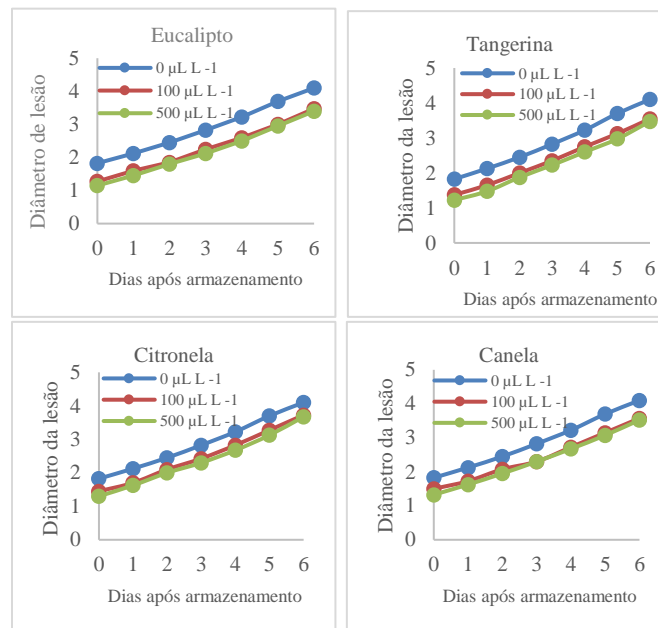 Eucalipto
0 µL L -1
100 µL L -1
500 µL L -1
Diâmetro de lesão
5
4
3
2
1
0
0 1 2 3 4 5 6
Dias após armazenamento
Tangerina
0 µL L -1
100 µL L -1
500 µL L -1
Diâmetro da lesão
5
4
3
2
1
0
0 1 2 3 4 5 6
Dias após armazenamento
Citronela
0 µL L -1
100 µL L -1
500 µL L -1
Diâmetro da lesão
5
4
3
2
1
0
0 1 2 3 4 5 6
Dias após armazenamento
Canela
0 µL L -1
100 µL L -1
500 µL L -1
Diâmetro da lesão
5
4
3
2
1
0
0 1 2 3 4 5 6
Dias após armazenamento